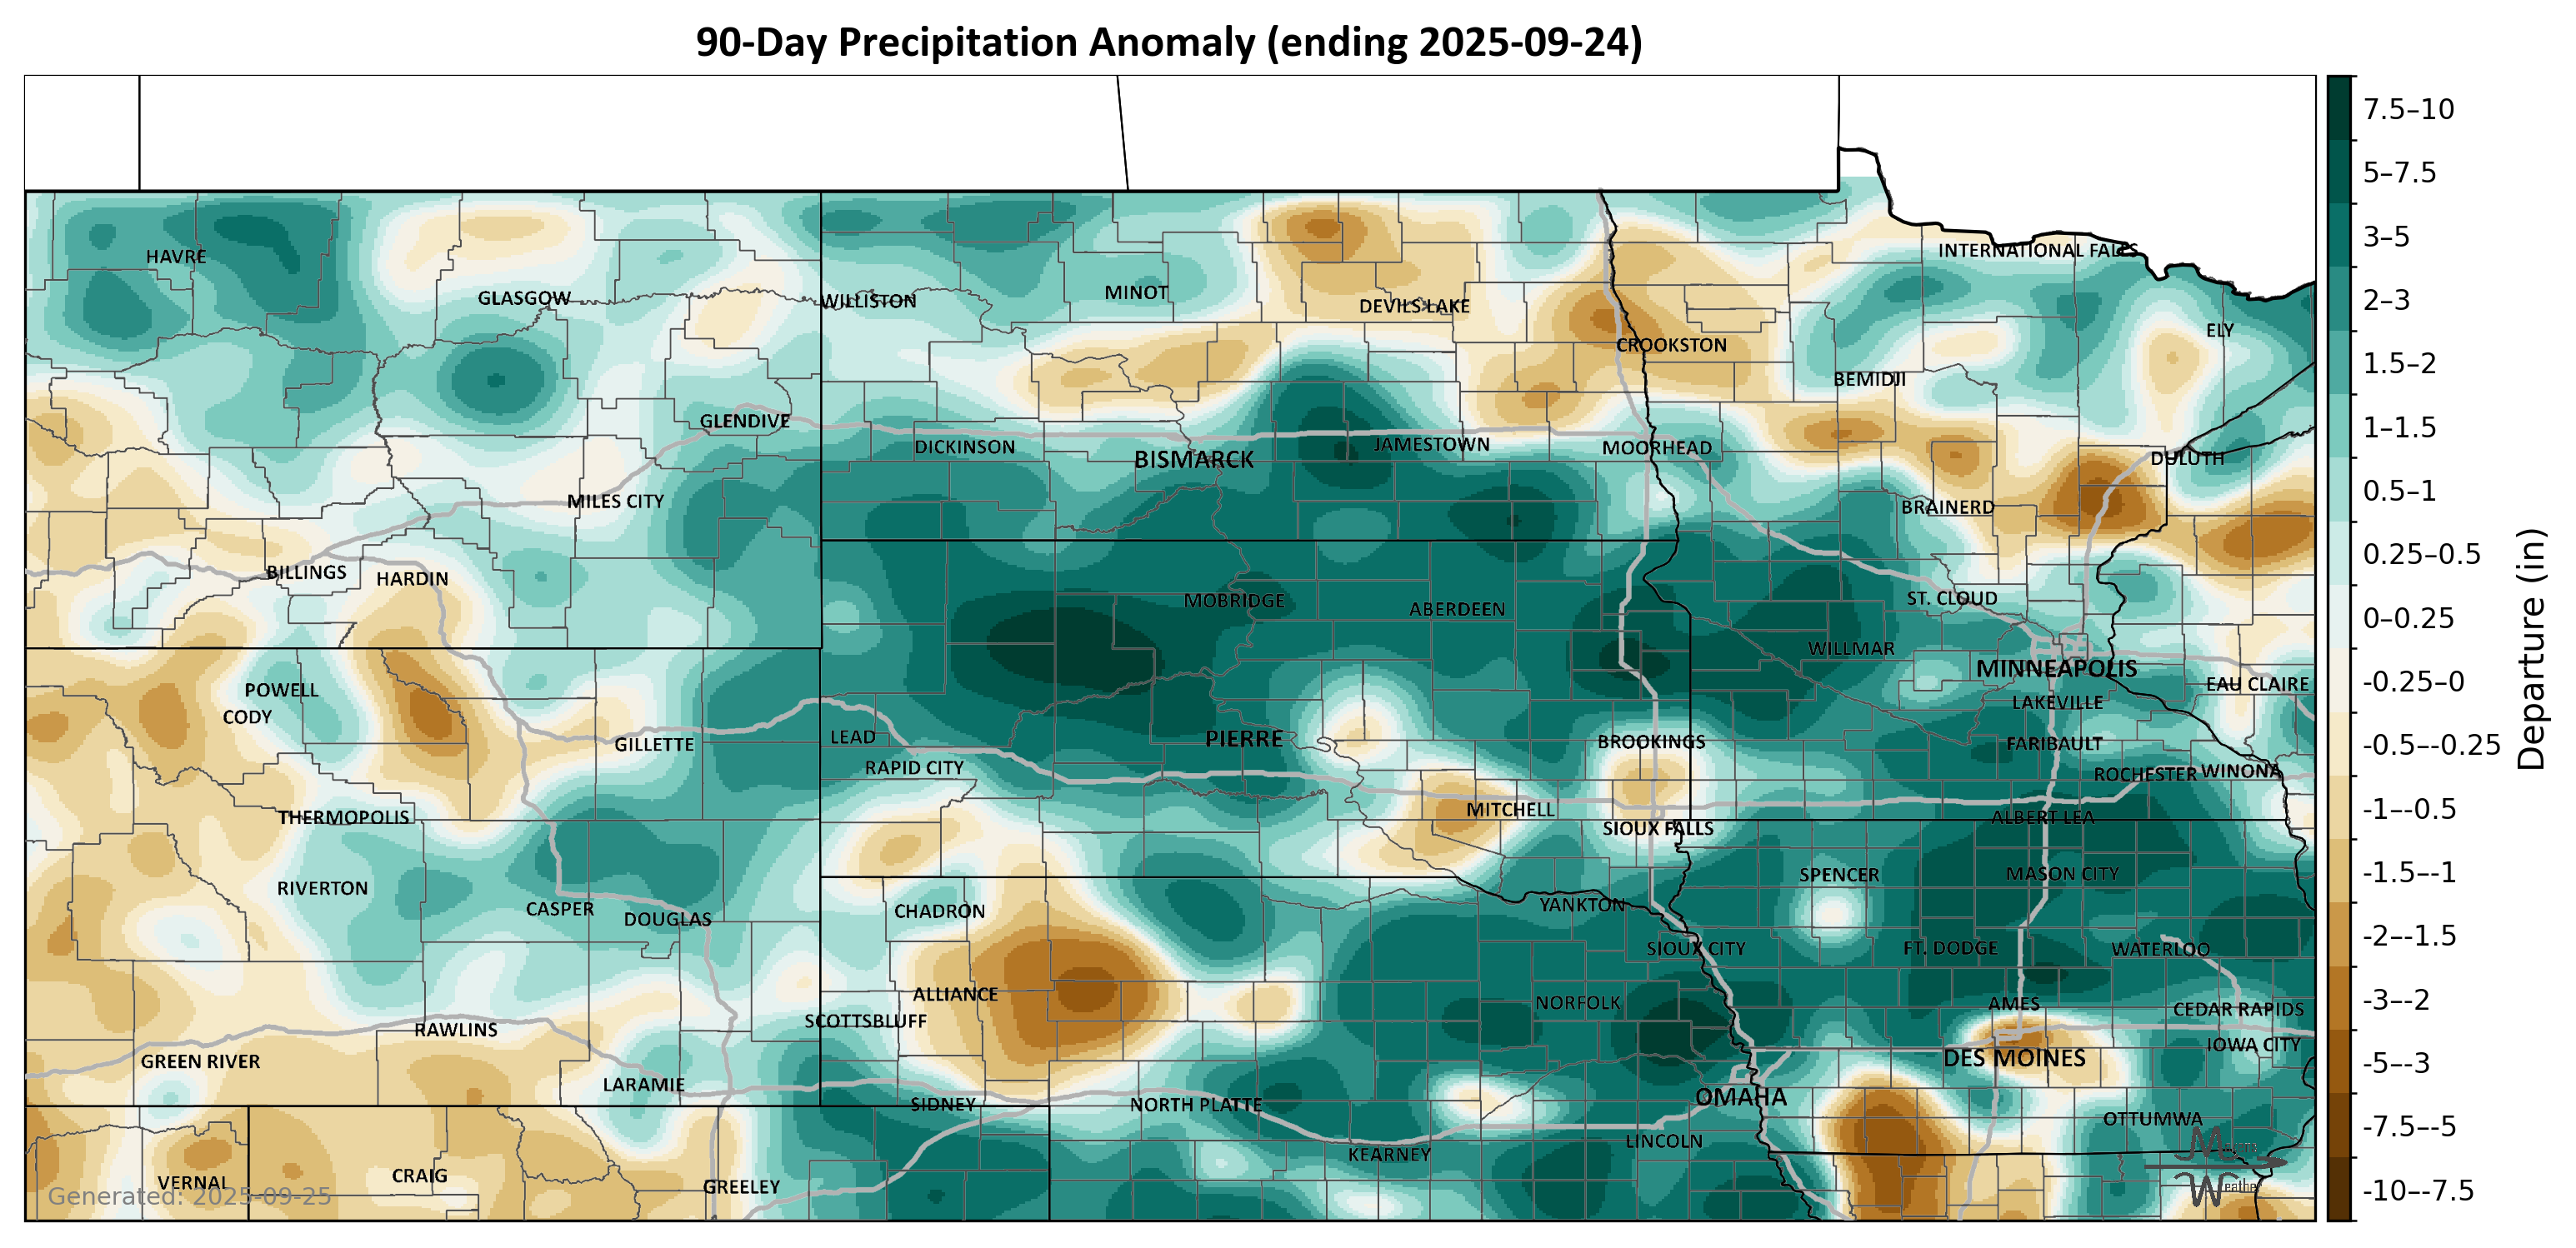 90-Day Precipitation Anomaly (ending 2025-09-24)
7.5–10
5–7.5
3–5
2–3
1.5–2
1–1.5
0.5–1
0.25–0.5
0–0.25
-0.25–0
-0.5–-0.25
-1–-0.5
-1.5–-1
-2–-1.5
-3–-2
-5–-3
-7.5–-5
-10–-7.5
Departure (in)
HAVRE
INTERNATIONAL FALLS
GLASGOW
WILLISTON
MINOT
DEVILS LAKE
ELY
CROOKSTON
BEMIDJI
GLENDIVE
DICKINSON
BISMARCK
JAMESTOWN
MOORHEAD
DULUTH
MILES CITY
BRAINERD
BILLINGS
HARDIN
MOBRIDGE
ABERDEEN
ST. CLOUD
WILLMAR
MINNEAPOLIS
POWELL
CODY
EAU CLAIRE
LAKEVILLE
GILLETTE
LEAD
PIERRE
BROOKINGS
FARIBAULT
RAPID CITY
ROCHESTER
WINONA
THERMOPOLIS
MITCHELL
ALBERT LEA
SIOUX FALLS
RIVERTON
SPENCER
MASON CITY
CASPER
DOUGLAS
CHADRON
YANKTON
SIOUX CITY
FT. DODGE
WATERLOO
ALLIANCE
NORFOLK
AMES
CEDAR RAPIDS
SCOTTSBLUFF
RAWLINS
GREEN RIVER
DES MOINES
IOWA CITY
LARAMIE
SIDNEY
NORTH PLATTE
OMAHA
OTTUMWA
LINCOLN
KEARNEY
VERNAL
CRAIG
GREELEY
Generated: 2025-09-25